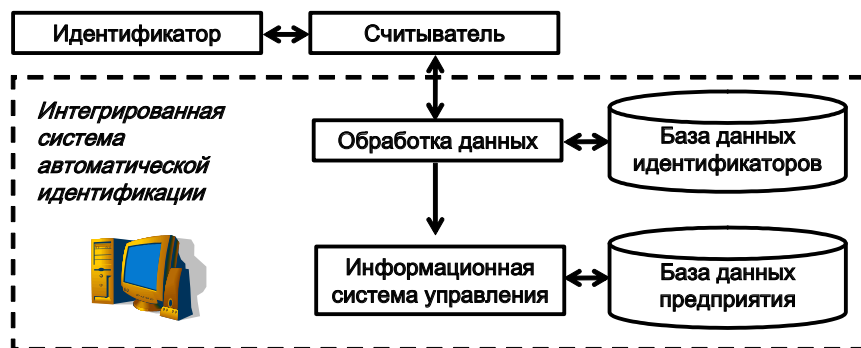 Идентификатор
Считыватель
Интегрированная
система
автоматической
идентификации
Обработка данных
База данных
идентификаторов
Информационная
система управления
База данных
предприятия